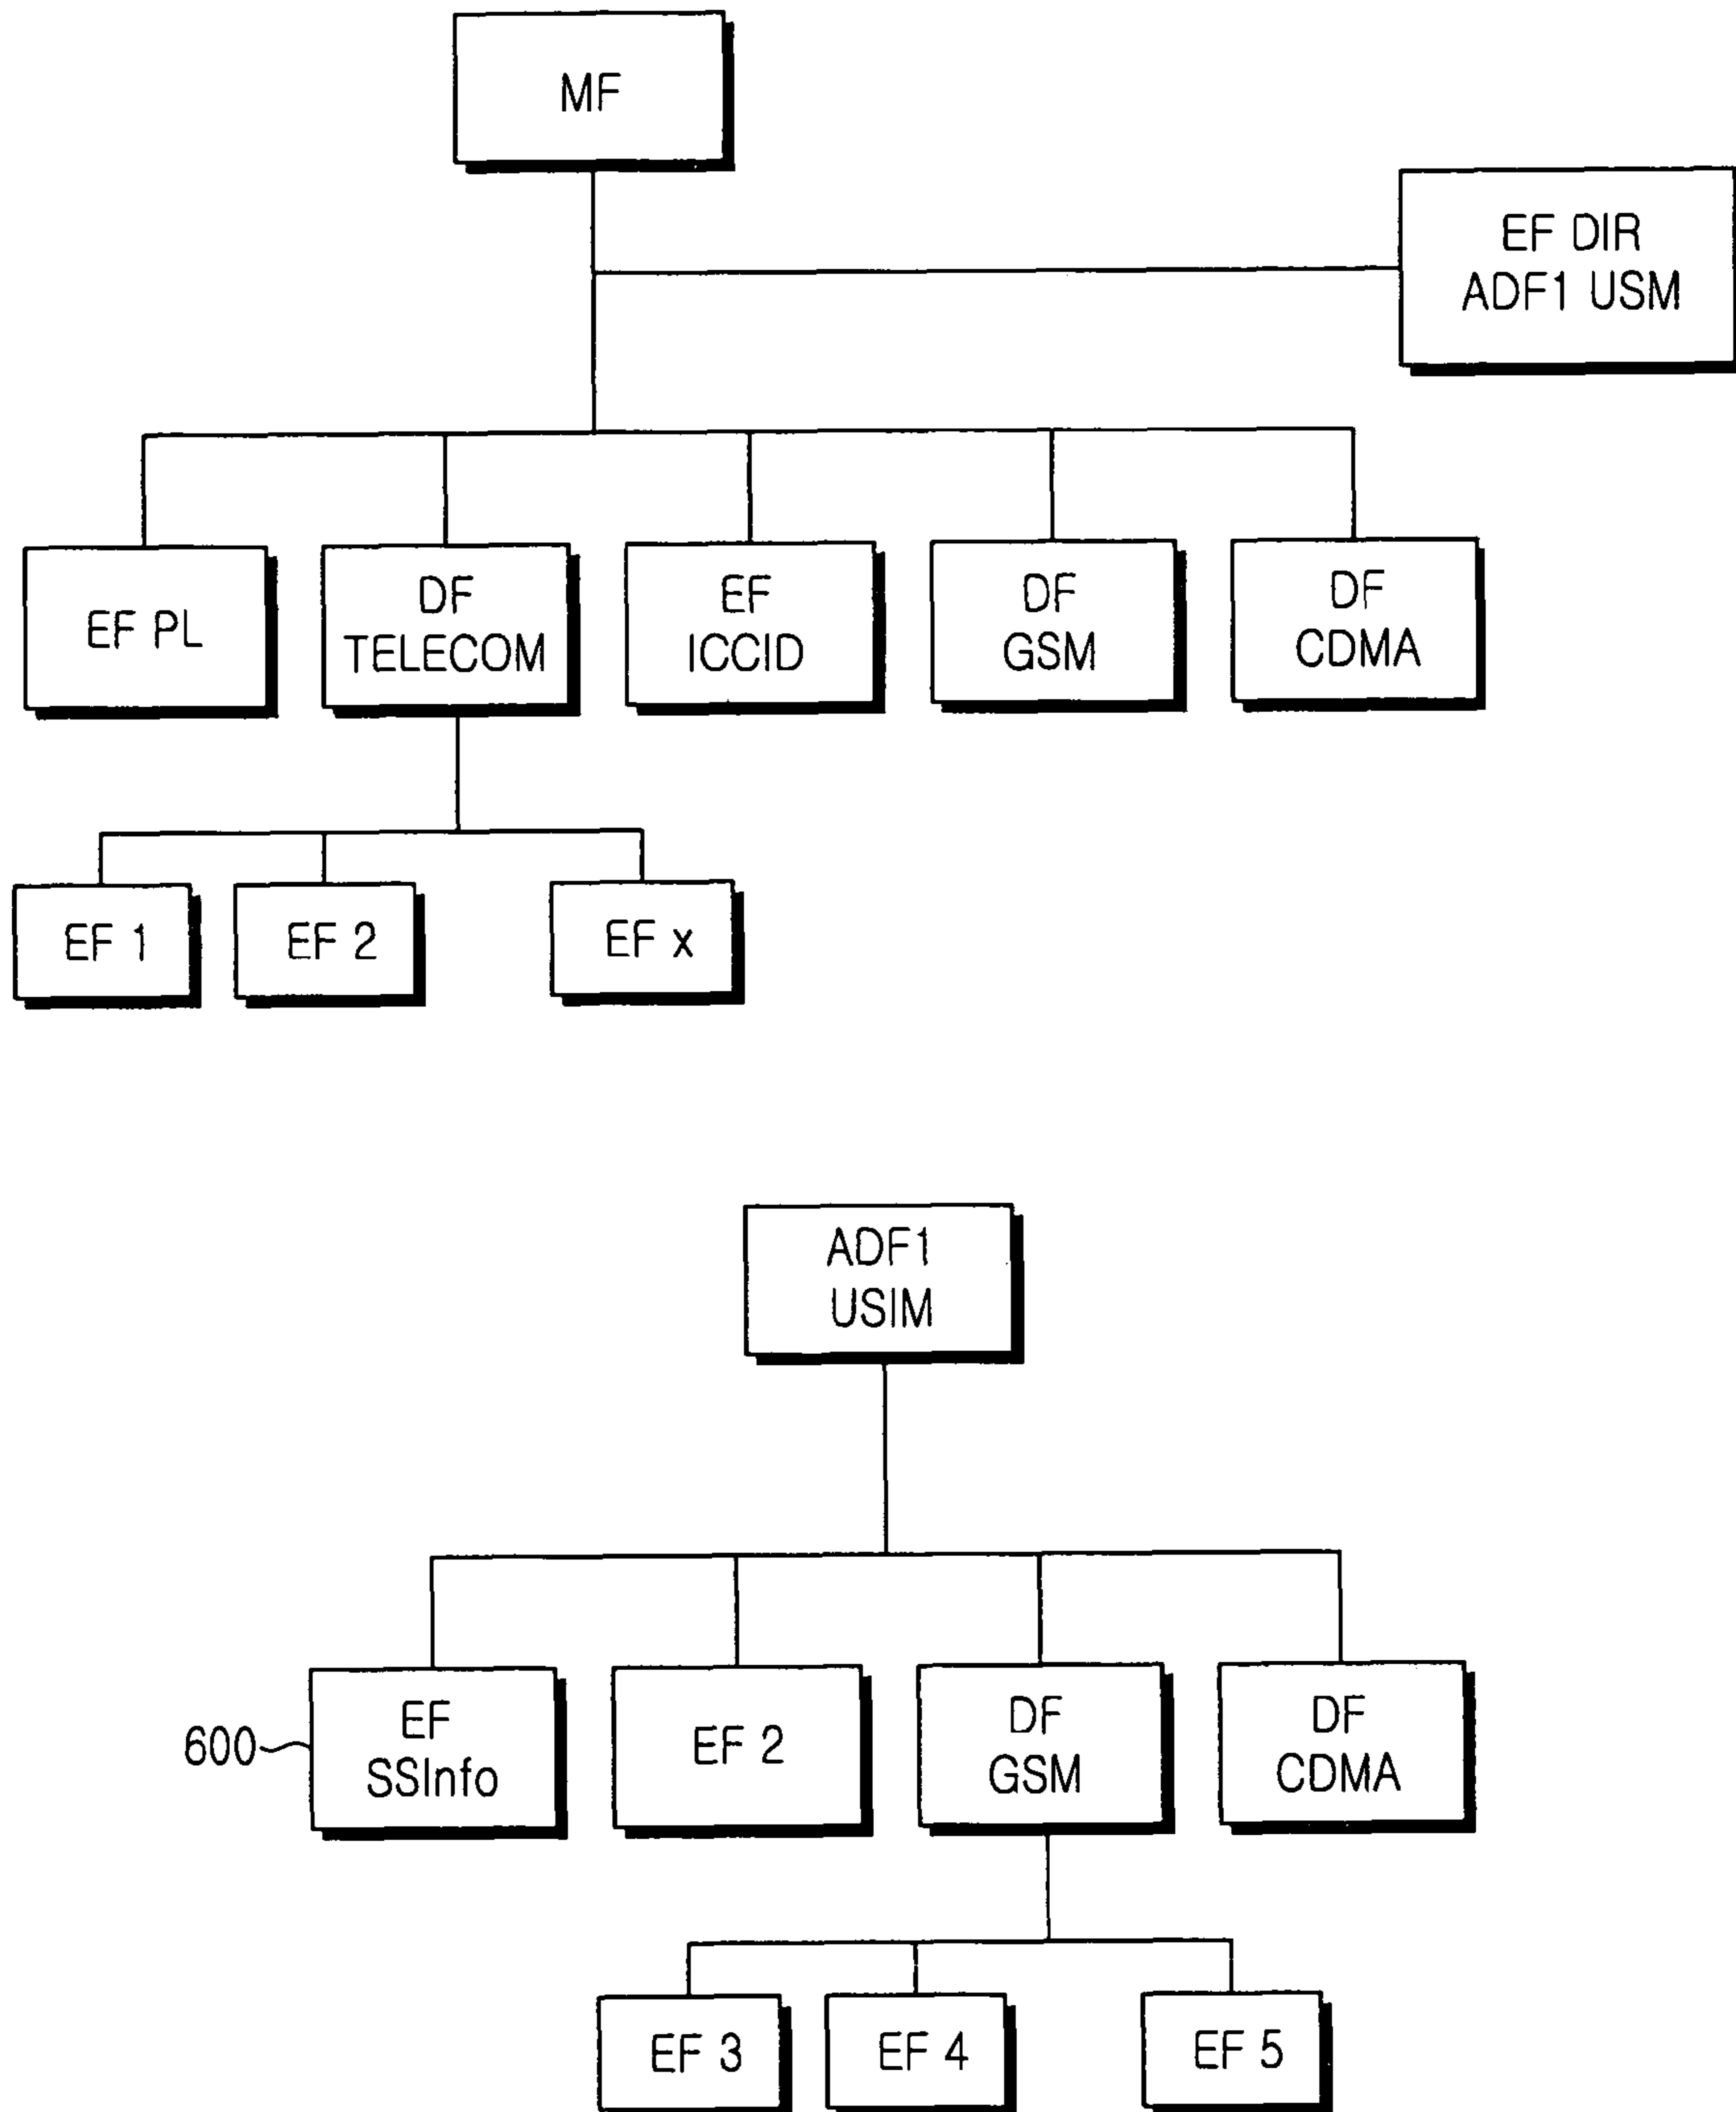 MF
EF DIR
ADF1 USM
EF PL
DF
TELECOM
EF
ICCID
DF
GSM
DF
CDMA
EF 1
EF 2
EF x
ADF1
USIM
600
EF
SSInfo
EF 2
DF
GSM
DF
CDMA
EF 3
EF 4
EF 5